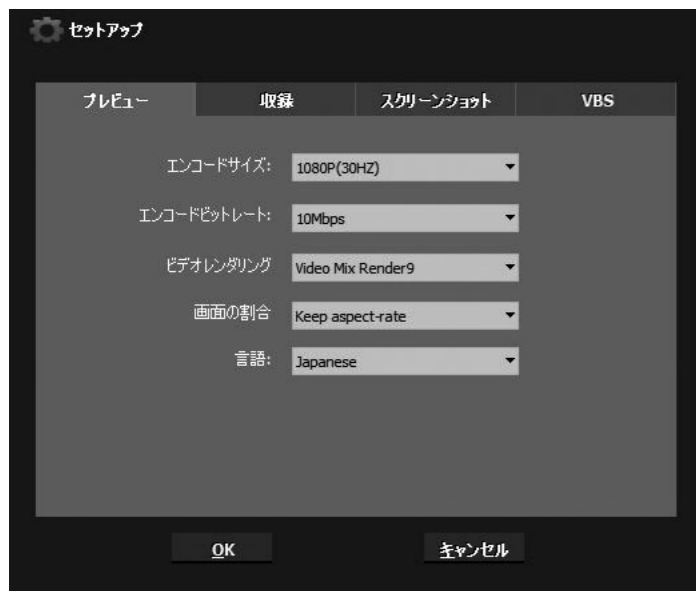 セットアップ
プレビュー 収録 スクリーンショット VBS
エンコードサイズ: 1080P(30HZ)
エンコードビットレート: 10Mbps
ビデオレンダリング Video Mix Render9
画面の割合 Keep aspect-rate
言語: Japanese
OK キャンセル